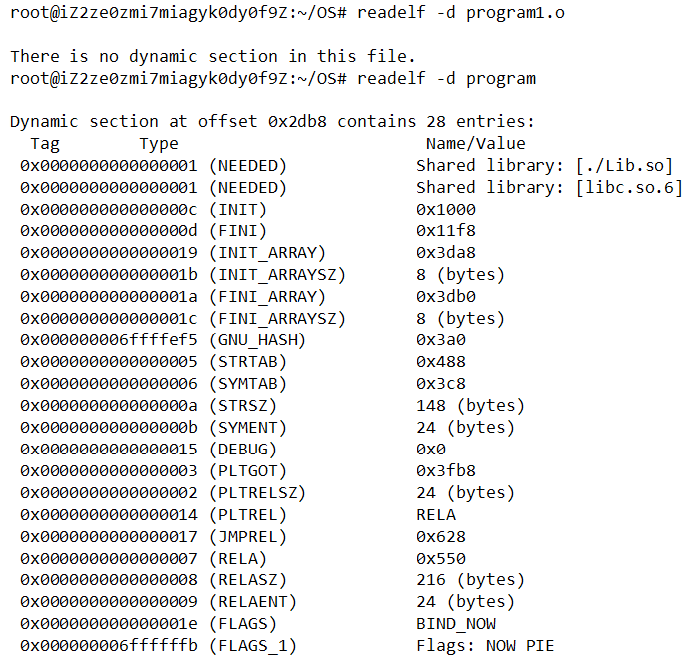 root@iZ2ze0zmi7miagyk0dy0f9Z:~/OS# readelf -d program1.o
There is no dynamic section in this file.
root@iZ2ze0zmi7miagyk0dy0f9Z:~/OS# readelf -d program
Dynamic section at offset 0x2db8 contains 28 entries:
Tag Type Name/Value
0x0000000000000001 (NEEDED) Shared library: [./Lib.so]
0x0000000000000001 (NEEDED) Shared library: [libc.so.6]
0x000000000000000c (INIT) 0x1000
0x000000000000000d (FINI) 0x11f8
0x0000000000000019 (INIT_ARRAY) 0x3da8
0x000000000000001b (INIT_ARRAYSZ) 8 (bytes)
0x000000000000001a (FINI_ARRAY) 0x3db0
0x000000000000001c (FINI_ARRAYSZ) 8 (bytes)
0x000000006ffffef5 (GNU_HASH) 0x3a0
0x0000000000000005 (STRTAB) 0x488
0x0000000000000006 (SYMTAB) 0x3c8
0x000000000000000a (STRSZ) 148 (bytes)
0x000000000000000b (SYMENT) 24 (bytes)
0x0000000000000015 (DEBUG) 0x0
0x0000000000000003 (PLTGOT) 0x3fb8
0x0000000000000002 (PLTRELSZ) 24 (bytes)
0x0000000000000014 (PLTREL) RELA
0x0000000000000017 (JMPREL) 0x628
0x0000000000000007 (RELA) 0x550
0x0000000000000008 (RELASZ) 216 (bytes)
0x0000000000000009 (RELAENT) 24 (bytes)
0x000000000000001e (FLAGS) BIND_NOW
0x000000006ffffffb (FLAGS_1) Flags: NOW PIE